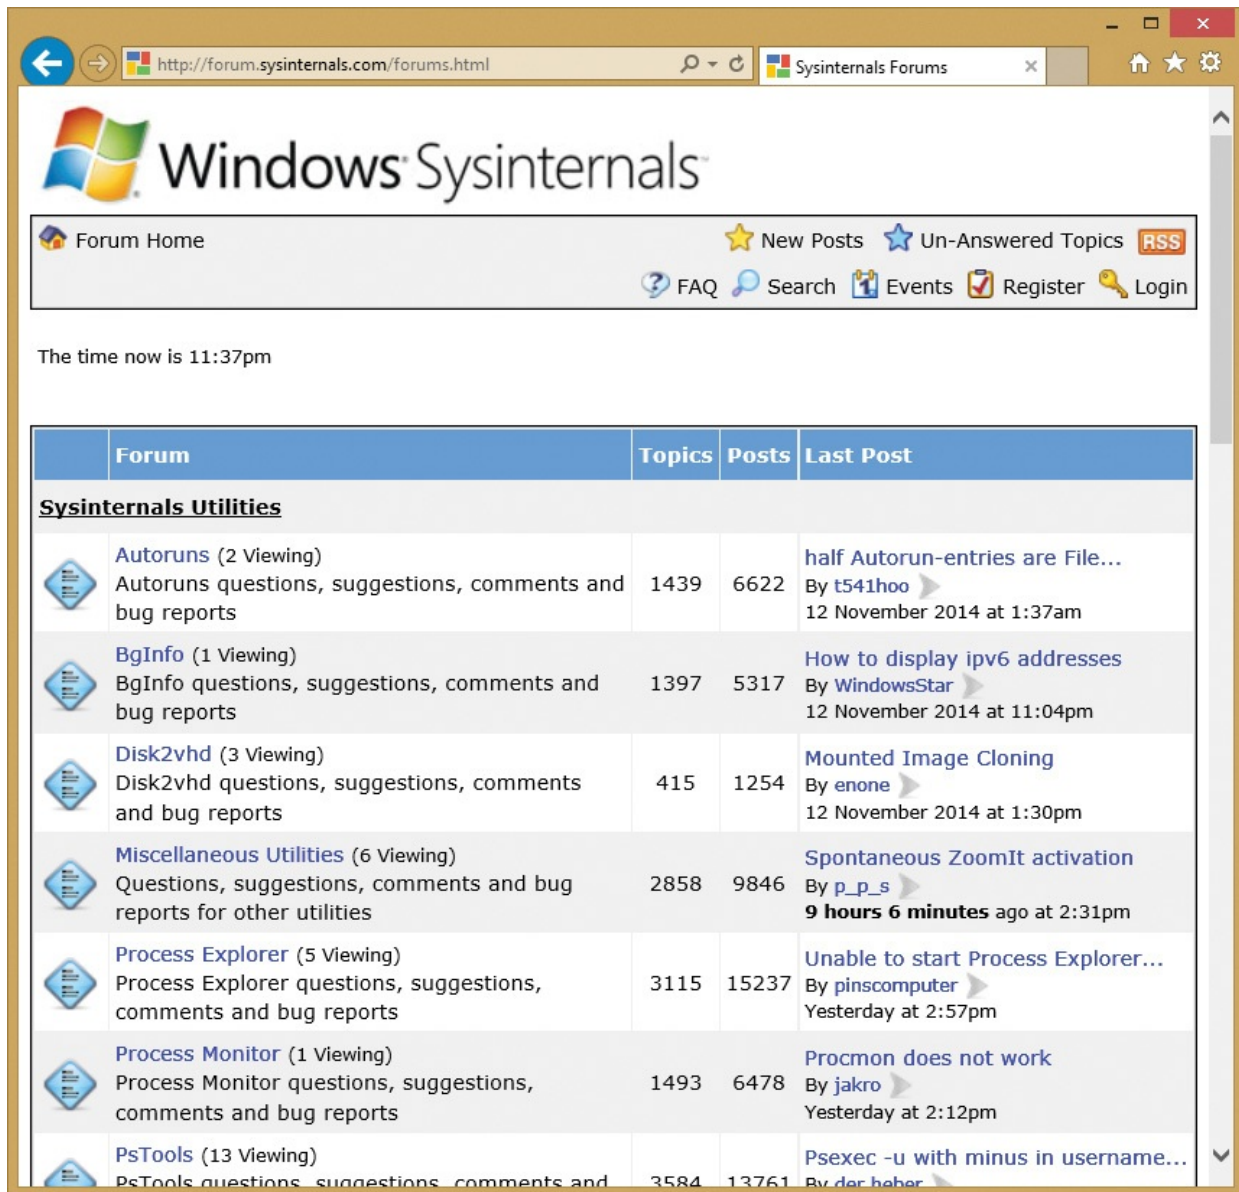 http://forum.sysinternals.com/forums.html
Sysinternals Forums
Windows Sysinternals
Forum Home
New Posts Un-Answered Topics RSS
FAQ Search Events Register Login
The time now is 11:37pm
Forum Topics Posts Last Post
Sysinternals Utilities
Autoruns (2 Viewing)
Autoruns questions, suggestions, comments and
bug reports
1439 6622
half Autorun-entries are File...
By t541hoo
12 November 2014 at 1:37am
BgInfo (1 Viewing)
BgInfo questions, suggestions, comments and
bug reports
1397 5317
How to display ipv6 addresses
By WindowsStar
12 November 2014 at 11:04pm
Disk2vhd (3 Viewing)
Disk2vhd questions, suggestions, comments
and bug reports
415 1254
Mounted Image Cloning
By enone
12 November 2014 at 1:30pm
Miscellaneous Utilities (6 Viewing)
Questions, suggestions, comments and bug
reports for other utilities
2858 9846
Spontaneous ZoomIt activation
By p_p_s
9 hours 6 minutes ago at 2:31pm
Process Explorer (5 Viewing)
Process Explorer questions, suggestions,
comments and bug reports
3115 15237
Unable to start Process Explorer...
By pinscomputer
Yesterday at 2:57pm
Process Monitor (1 Viewing)
Process Monitor questions, suggestions,
comments and bug reports
1493 6478
Procmon does not work
By jakro
Yesterday at 2:12pm
PsTools (13 Viewing)
PsTools questions, suggestions, comments and
3584 13761
Psexec -u with minus in username...
By der heber